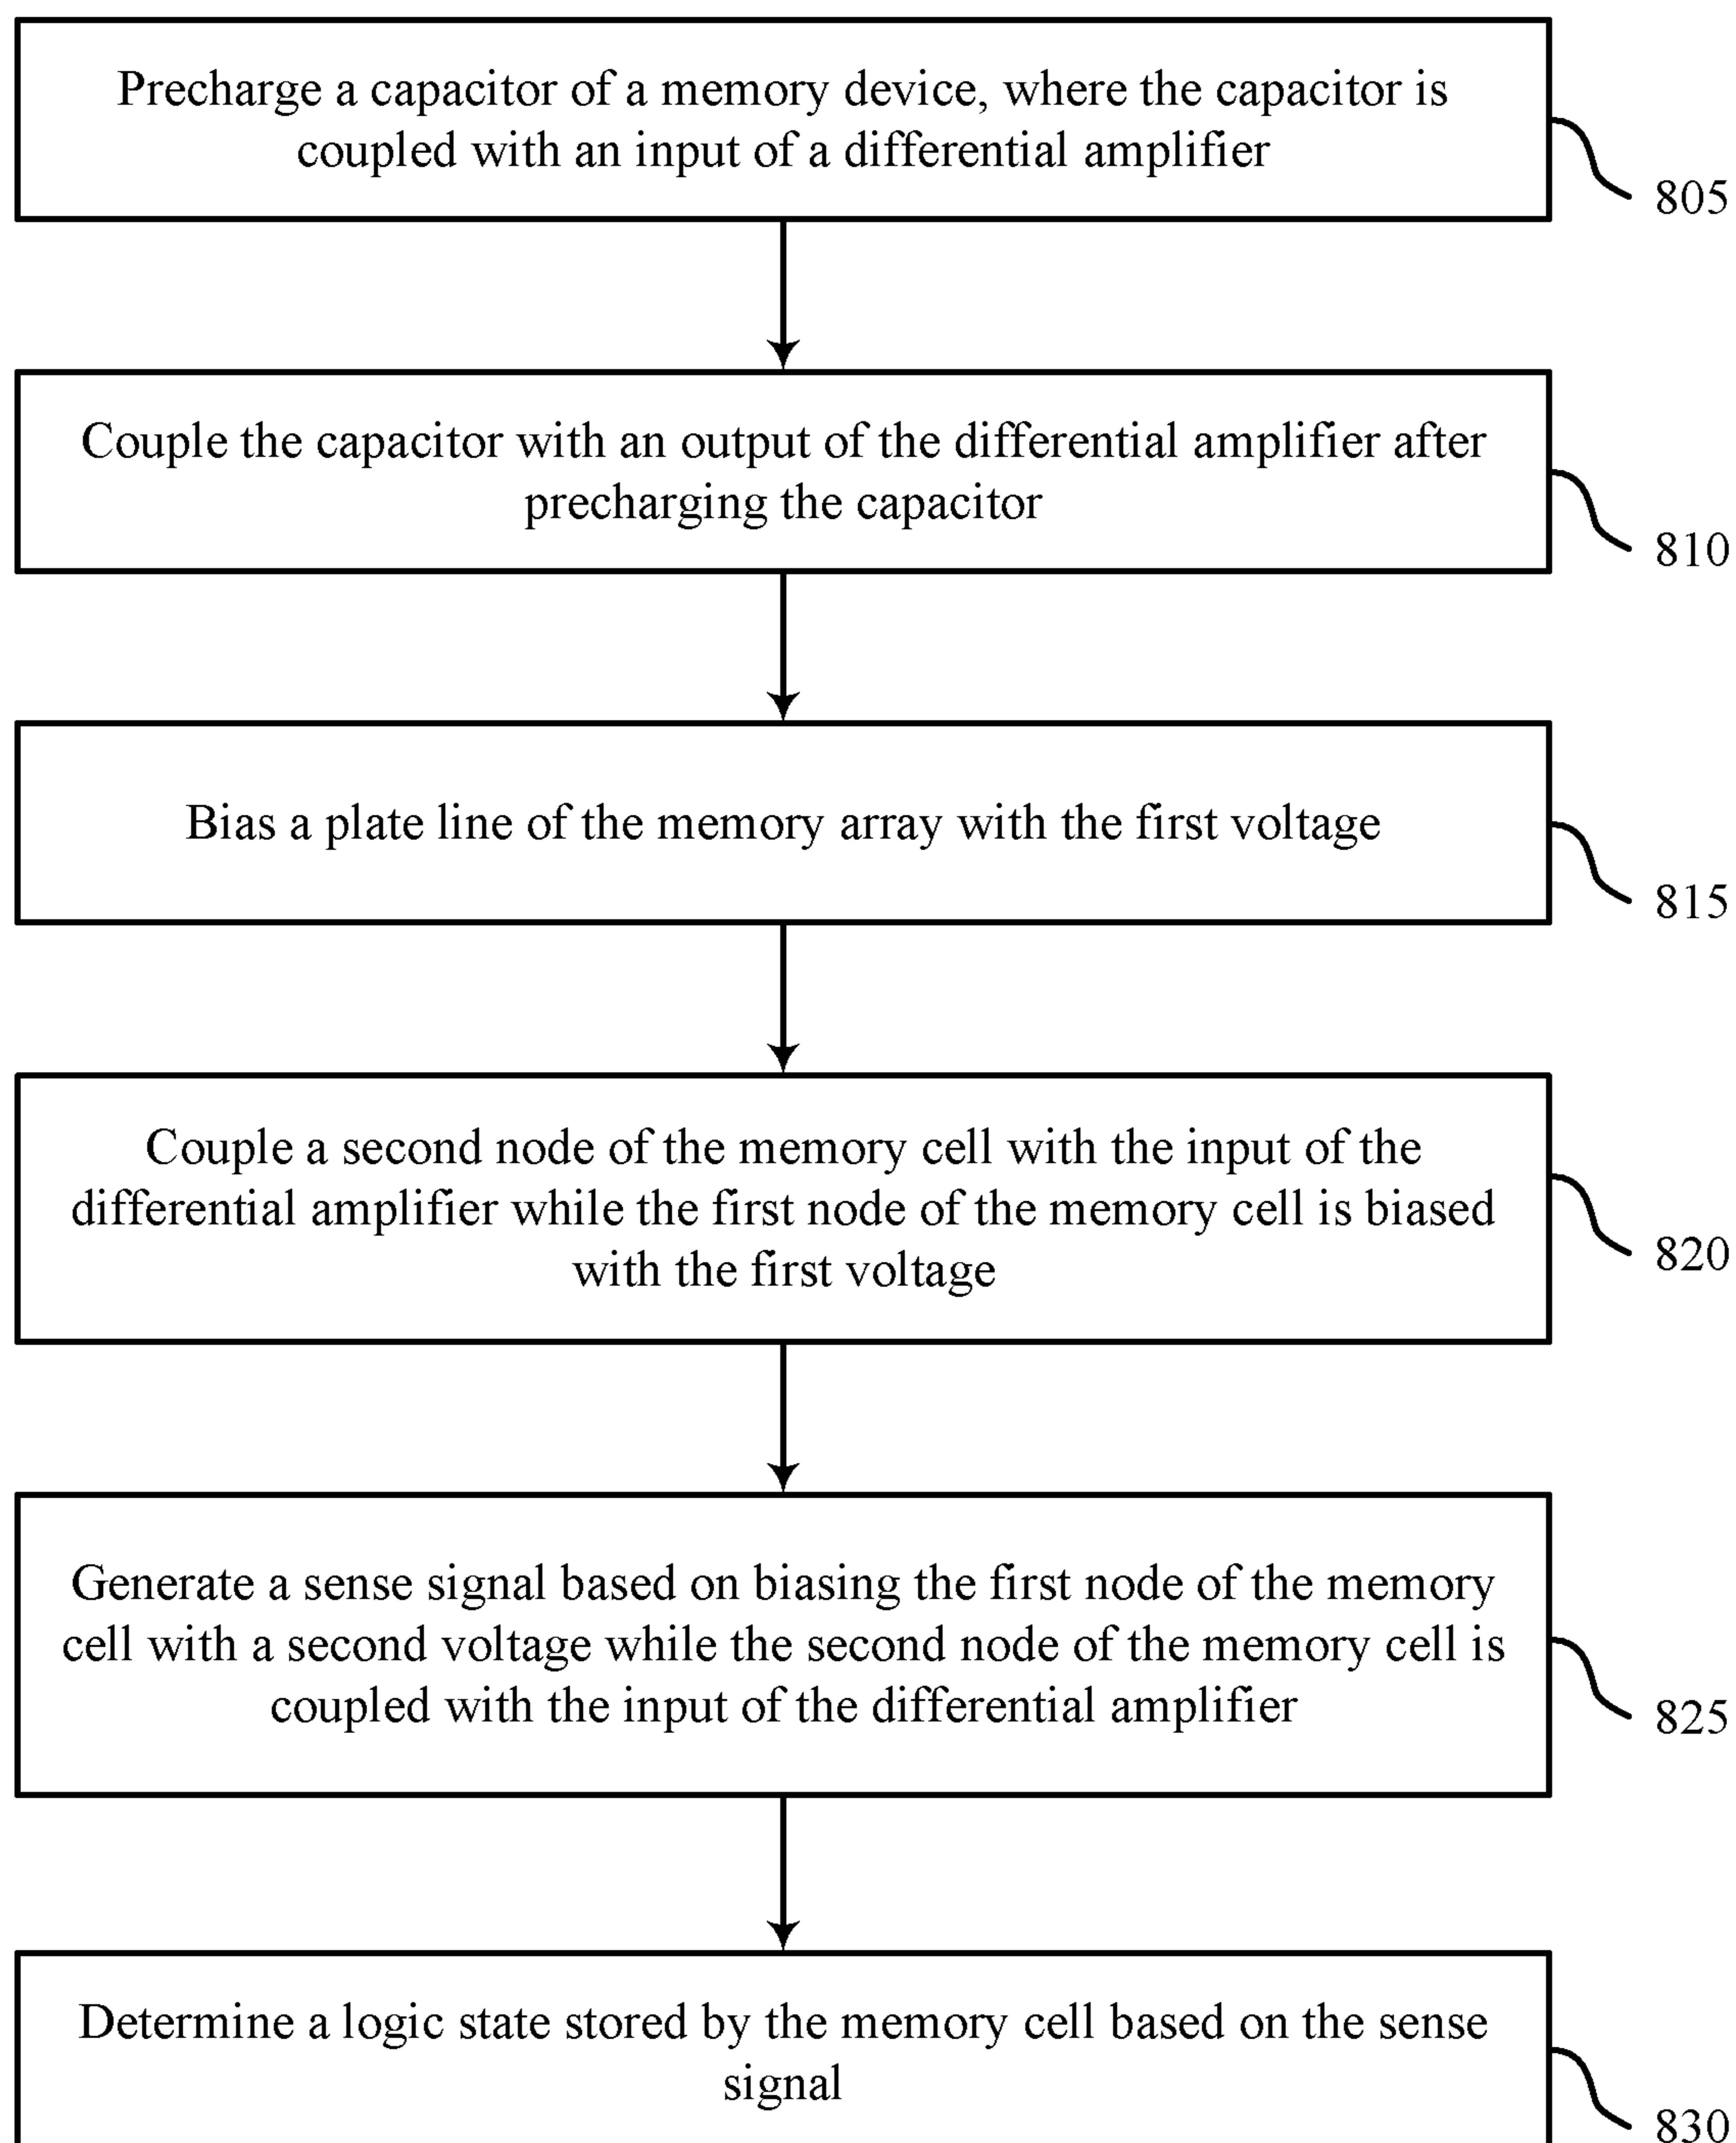 Precharge a capacitor of a memory device, where the capacitor is
coupled with an input of a differential amplifier
805
Couple the capacitor with an output of the differential amplifier after
precharging the capacitor
810
Bias a plate line of the memory array with the first voltage
815
Couple a second node of the memory cell with the input of the
differential amplifier while the first node of the memory cell is biased
with the first voltage
820
Generate a sense signal based on biasing the first node of the memory
cell with a second voltage while the second node of the memory cell is
coupled with the input of the differential amplifier
825
Determine a logic state stored by the memory cell based on the sense
signal
830